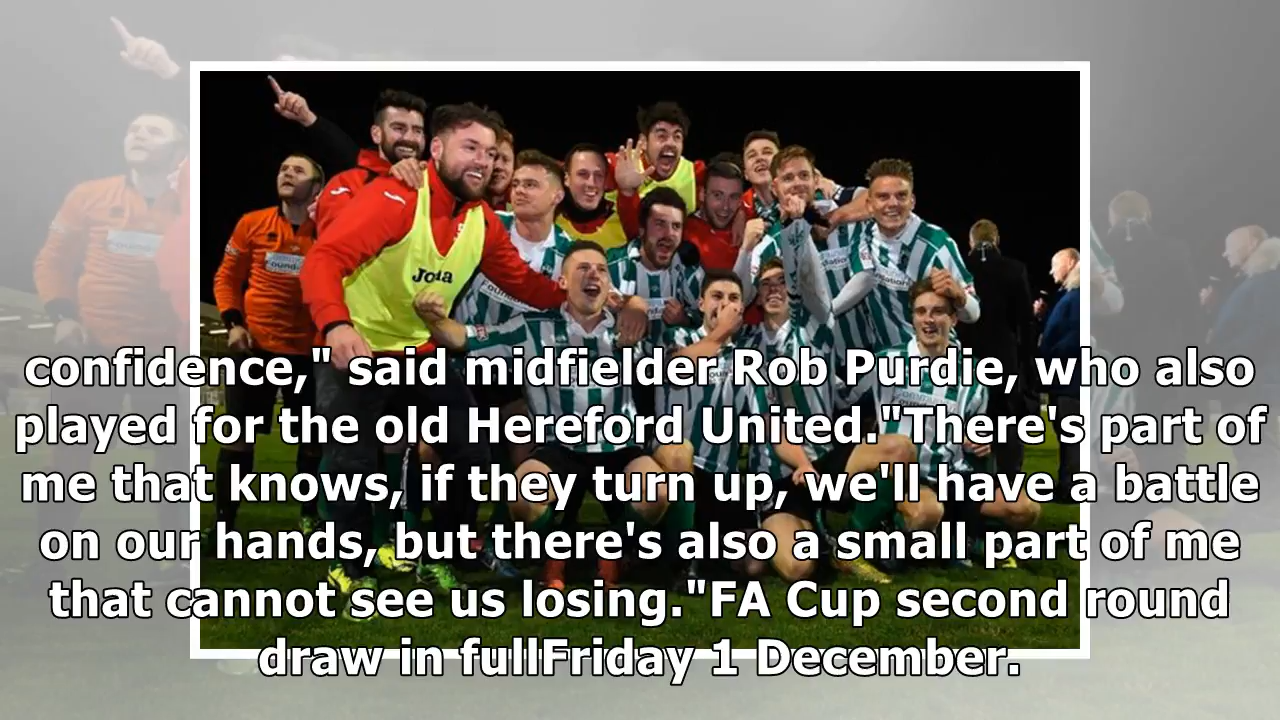 Joma
confidence," said midfielder Rob Purdie, who also
played for the old Hereford United."There's part of
me that knows, if they turn up, we'll have a battle
on our hands, but there's also a small part of me
that cannot see us losing."FA Cup second round
draw in fullFriday 1 December.